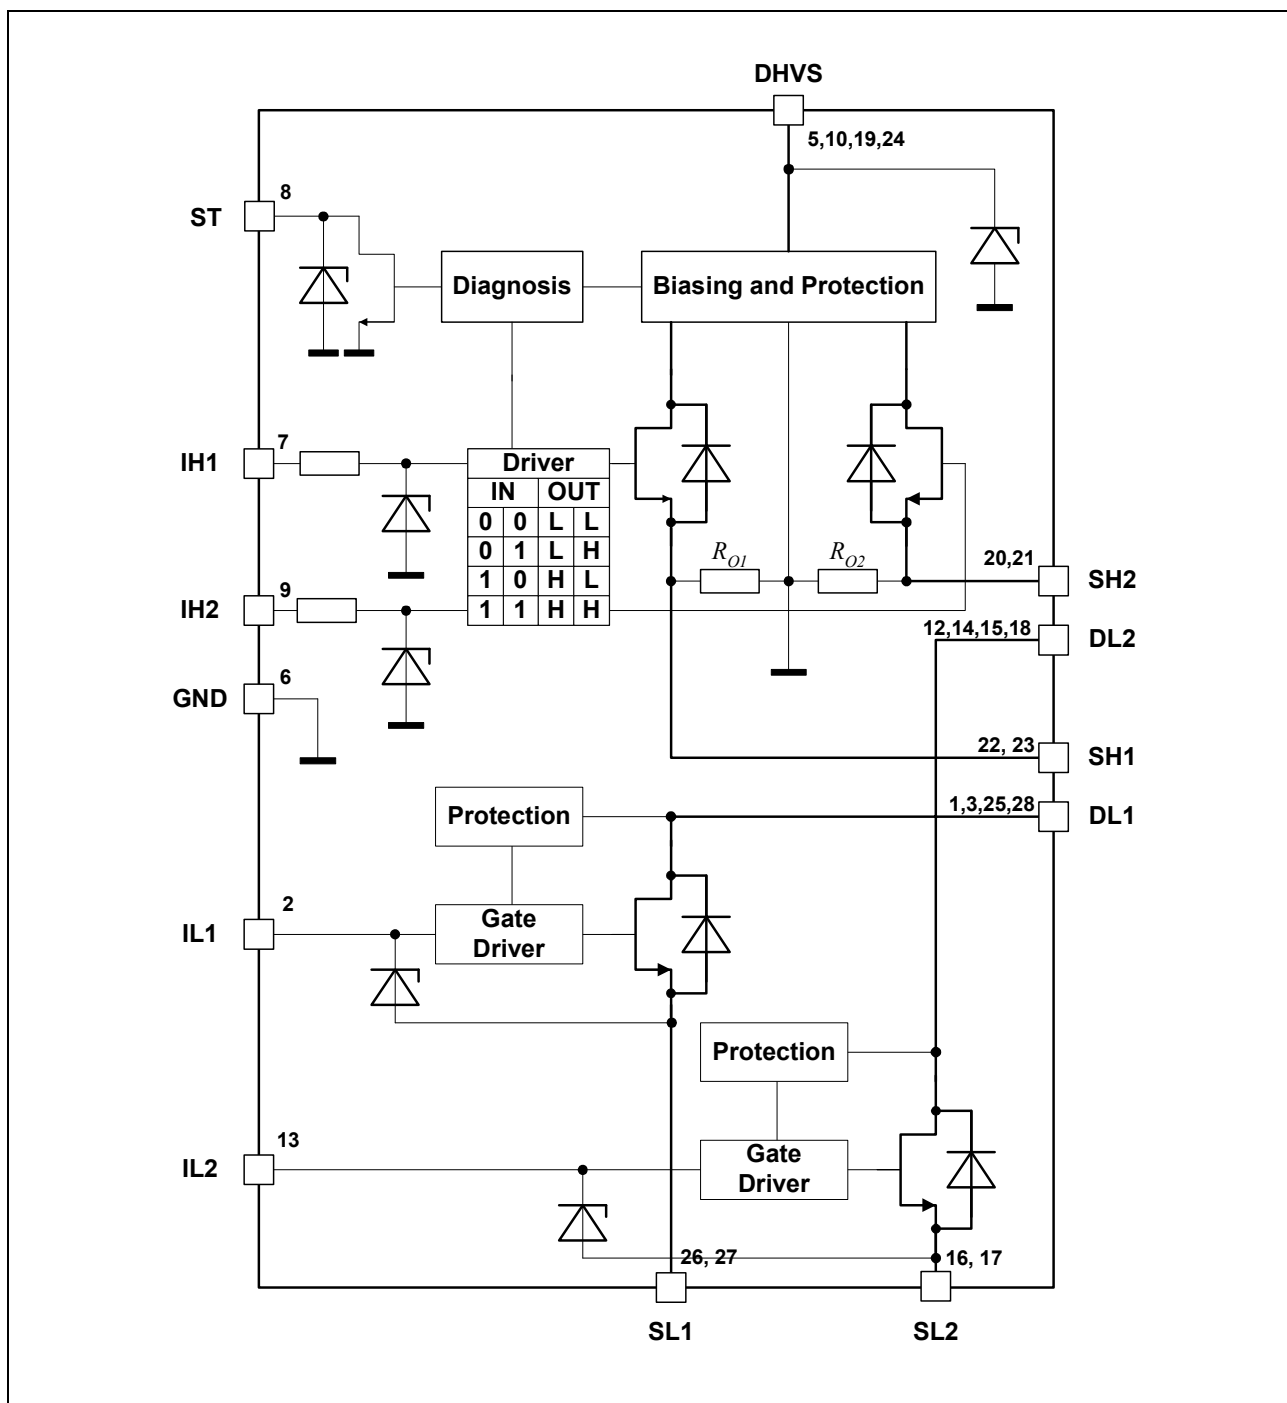 DHVS
5,10,19,24
8
ST
Diagnosis
Biasing and Protection
7
IH1
Driver
IN OUT
0 0 L L
0 1 L H
1 0 H L
1 1 H H
RO1
RO2
20,21
SH2
9
IH2
12,14,15,18
DL2
6
GND
22, 23
SH1
1,3,25,28
DL1
Protection
2
IL1
Gate
Driver
Protection
13
IL2
Gate
Driver
26, 27
16, 17
SL1
SL2